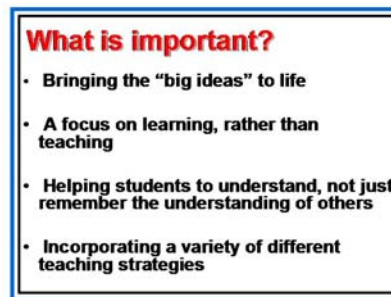 What is important?
• Bringing the “big ideas” to life
• A focus on learning, rather than
teaching
• Helping students to understand, not just
remember the understanding of others
• Incorporating a variety of different
teaching strategies